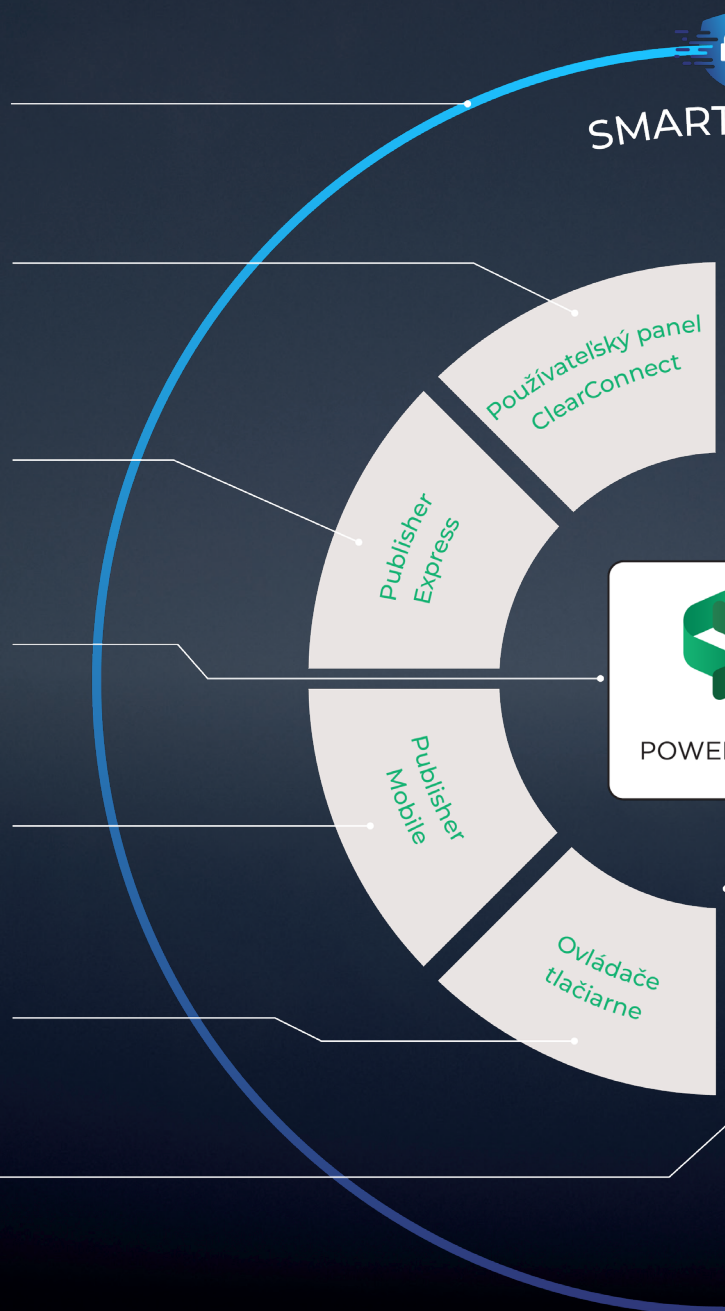 SMART
Používateľský panel
ClearConnect
Publisher
Express
POWE
Publisher
Mobile
Ovládače
tlačiarne